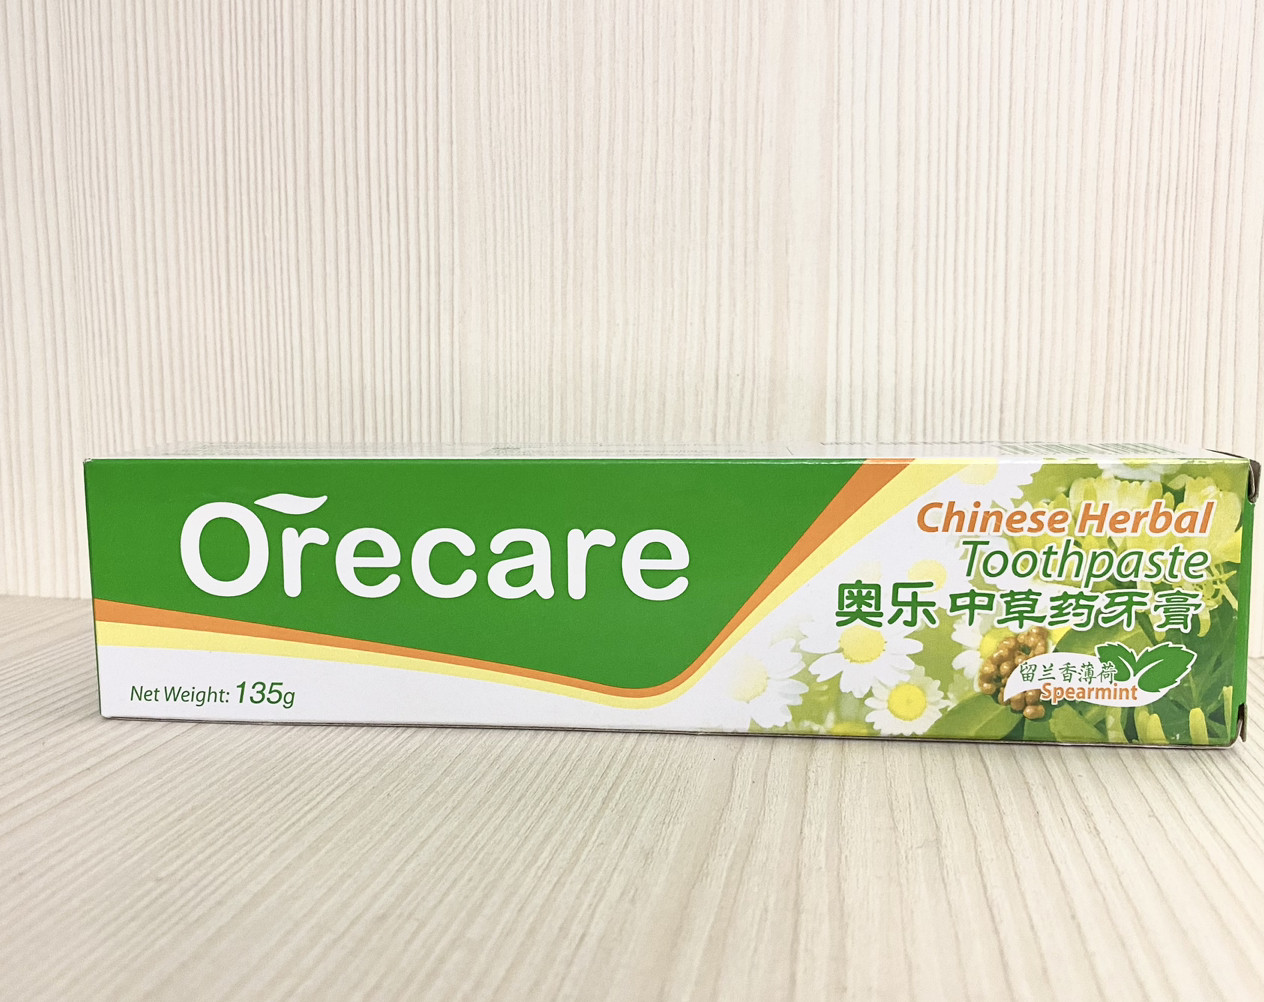 Orecare
Net Weight: 135g
Chinese Herbal
Toothpaste
奥乐中草药牙膏
留兰香薄荷
Spearmint